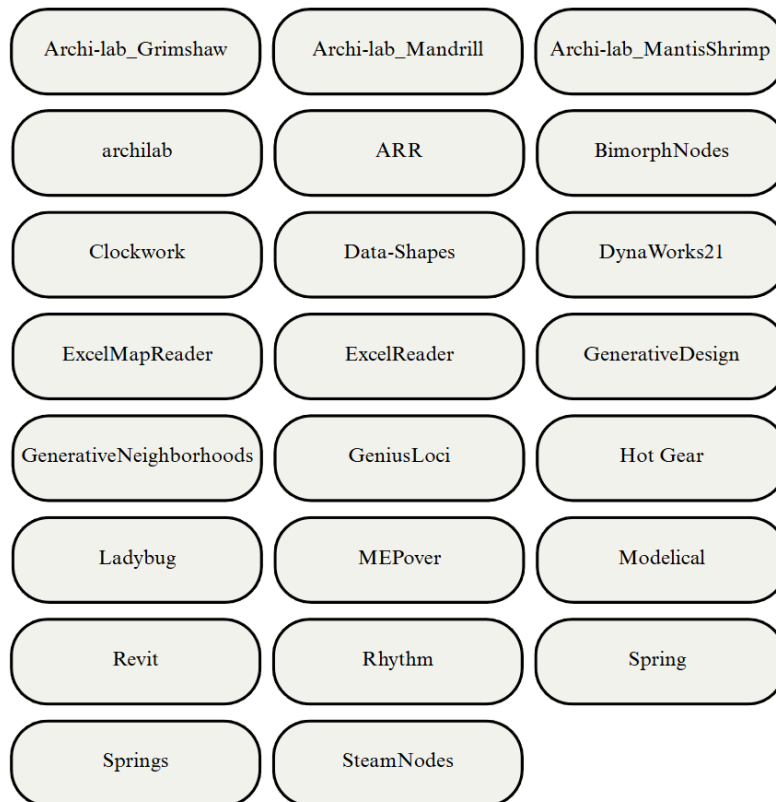 Archi-lab_Grimshaw
Archi-lab_Mandrill
Archi-lab_MantisShrimp
archilab
ARR
BimorphNodes
Clockwork
Data-Shapes
DynaWorks21
ExcelMapReader
ExcelReader
GenerativeDesign
GenerativeNeighborhoods
GeniusLoci
Hot Gear
Ladybug
MEPover
Modelical
Revit
Rhythm
Spring
Springs
SteamNodes